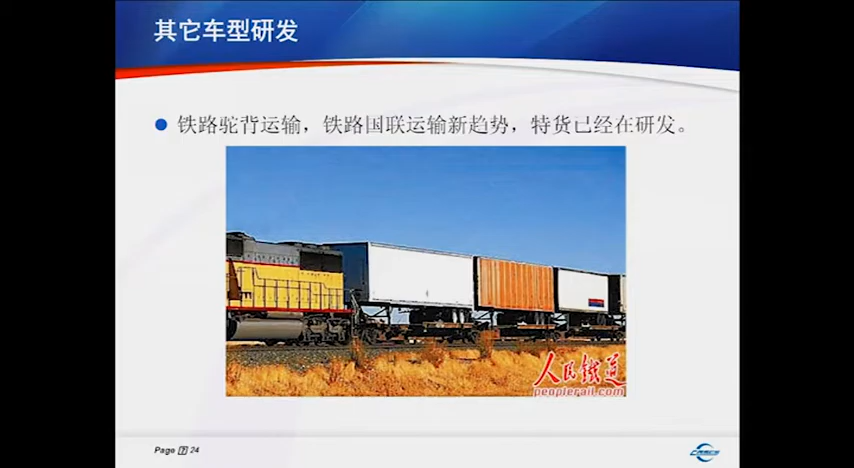 其它车型研发
铁路驼背运输，铁路国联运输新趋势，特货已经在研发。
人民铁道
peoplerail.com
Page 24